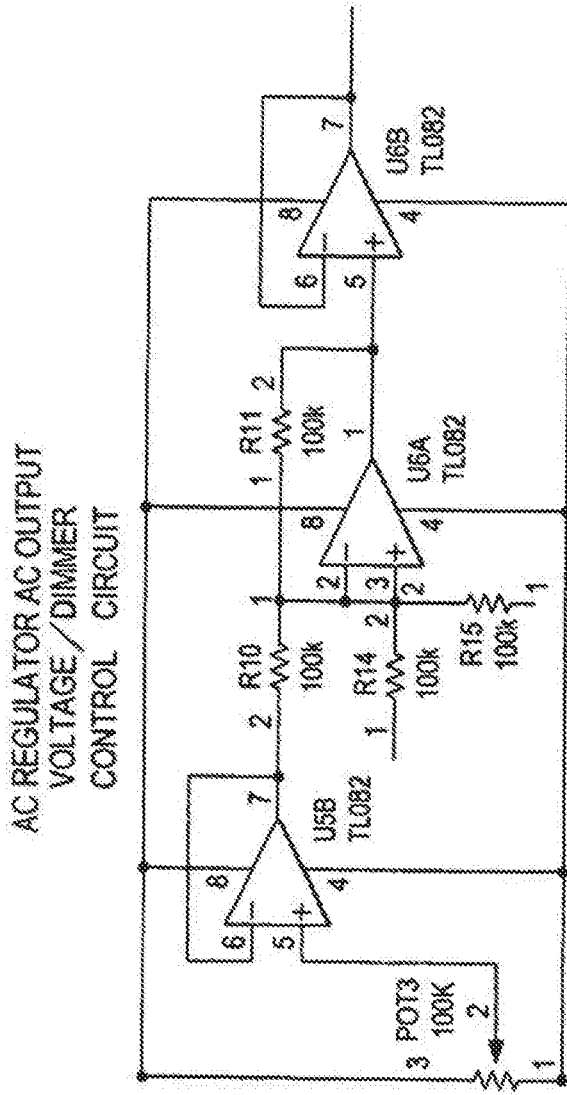 AC REGULATOR AC OUTPUT
VOLTAGE / DIMMER
CONTROL CIRCUIT
POT3
100K
3
2
1
6
5
8
4
7
U5B
TL082
2
R10
100k
1
1
R14
100k
2
2
3
2
R15
100k
1
8
4
1
U6A
TL082
1
R11
100k
2
6
5
8
4
7
U6B
TL082